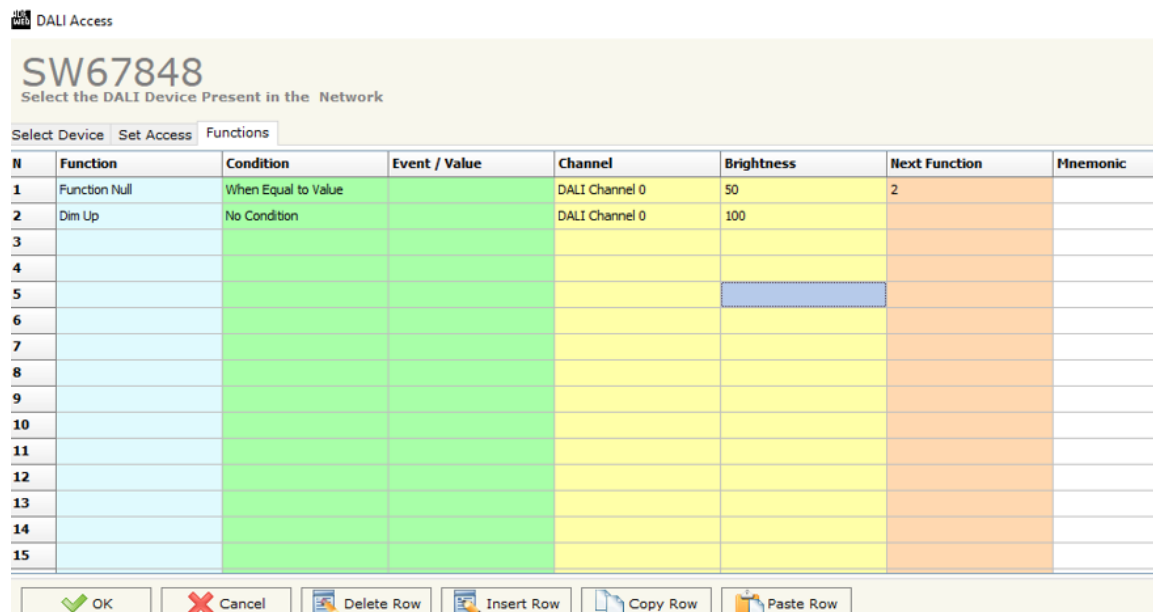 DALI Access
SW67848
Select the DALI Device Present in the Network
Select Device Set Access Functions
N Function Condition Event / Value Channel Brightness Next Function Mnemonic
1 Function Null When Equal to Value DALI Channel 0 50 2
2 Dim Up No Condition DALI Channel 0 100
3
4
5
6
7
8
9
10
11
12
13
14
15
OK Cancel Delete Row Insert Row Copy Row Paste Row